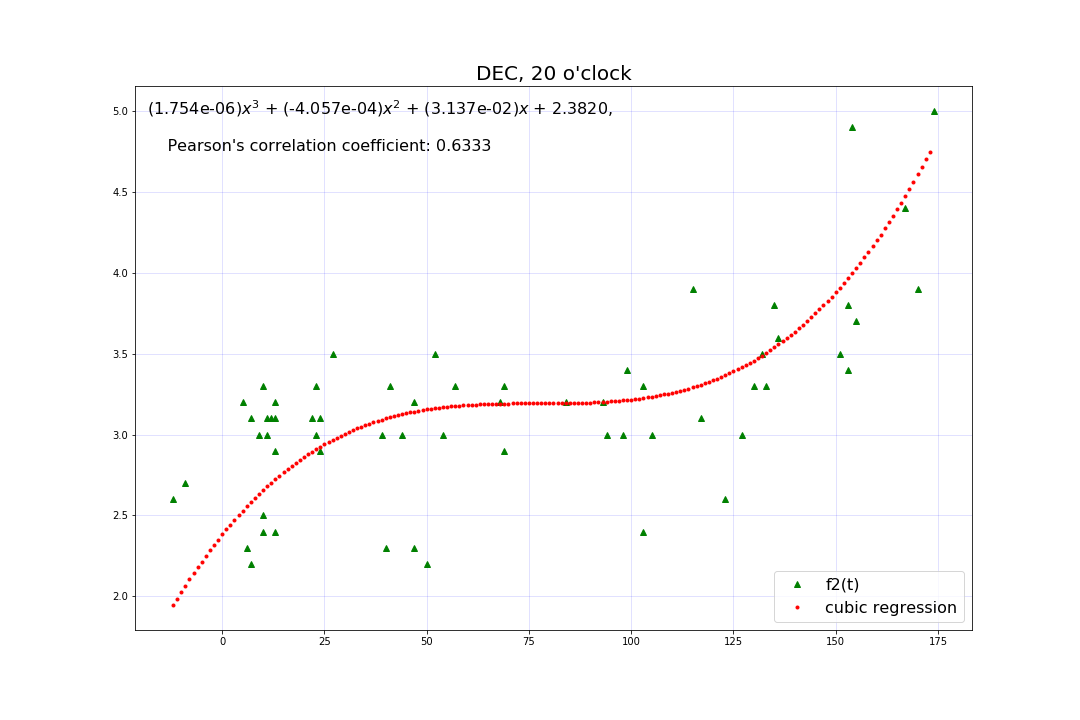 DEC, 20 o'clock
(1.754e-06)x³ + (-4.057e-04)x² + (3.137e-02)x + 2.3820,
Pearson's correlation coefficient: 0.6333
5.0
4.5
4.0
3.5
3.0
2.5
2.0
f2(t)
cubic regression
0 25 50 75 100 125 150 175